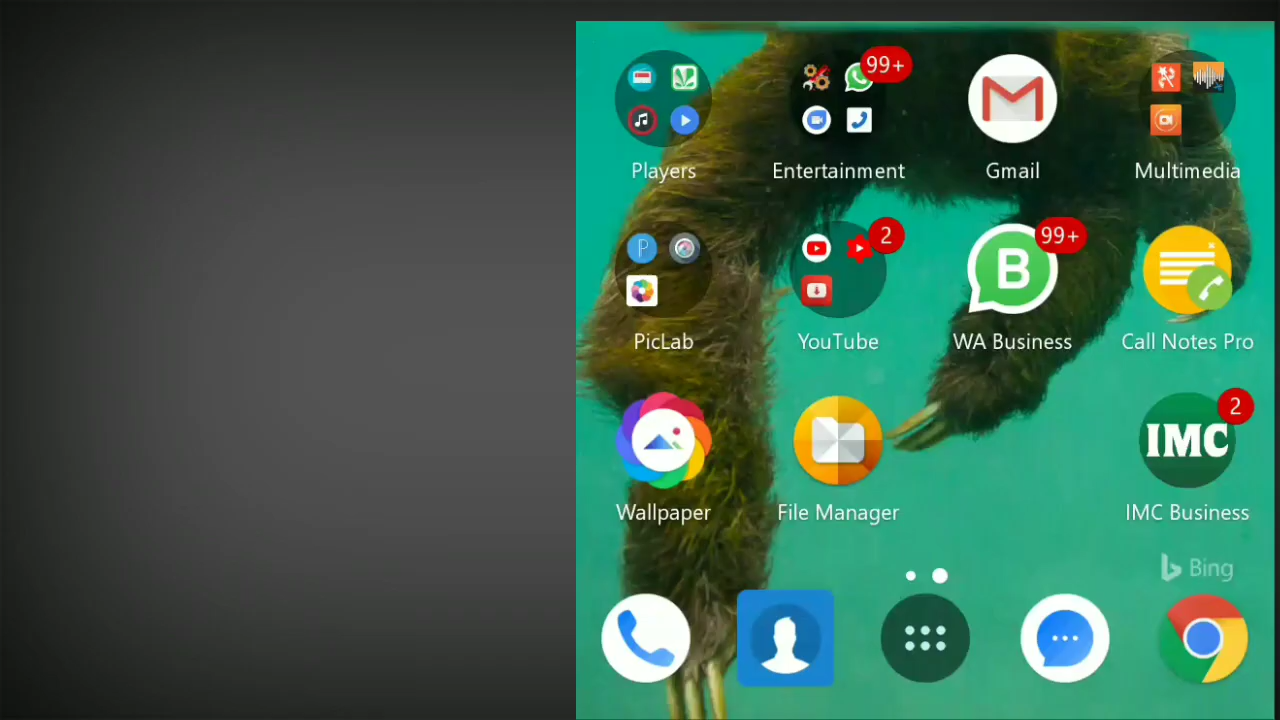 99+
Players
Entertainment
Gmail
Multimedia
2
99+
B
PicLab
YouTube
WA Business
Call Notes Pro
2
IMC
Wallpaper
File Manager
IMC Business
Bing